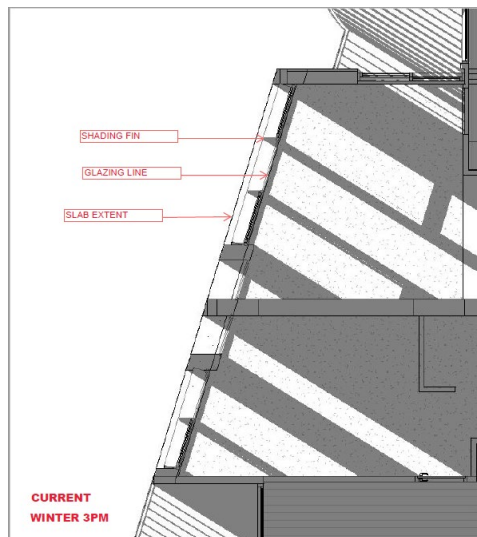 SHADING FIN
GLAZING LINE
SLAB EXTENT
CURRENT
WINTER 3PM